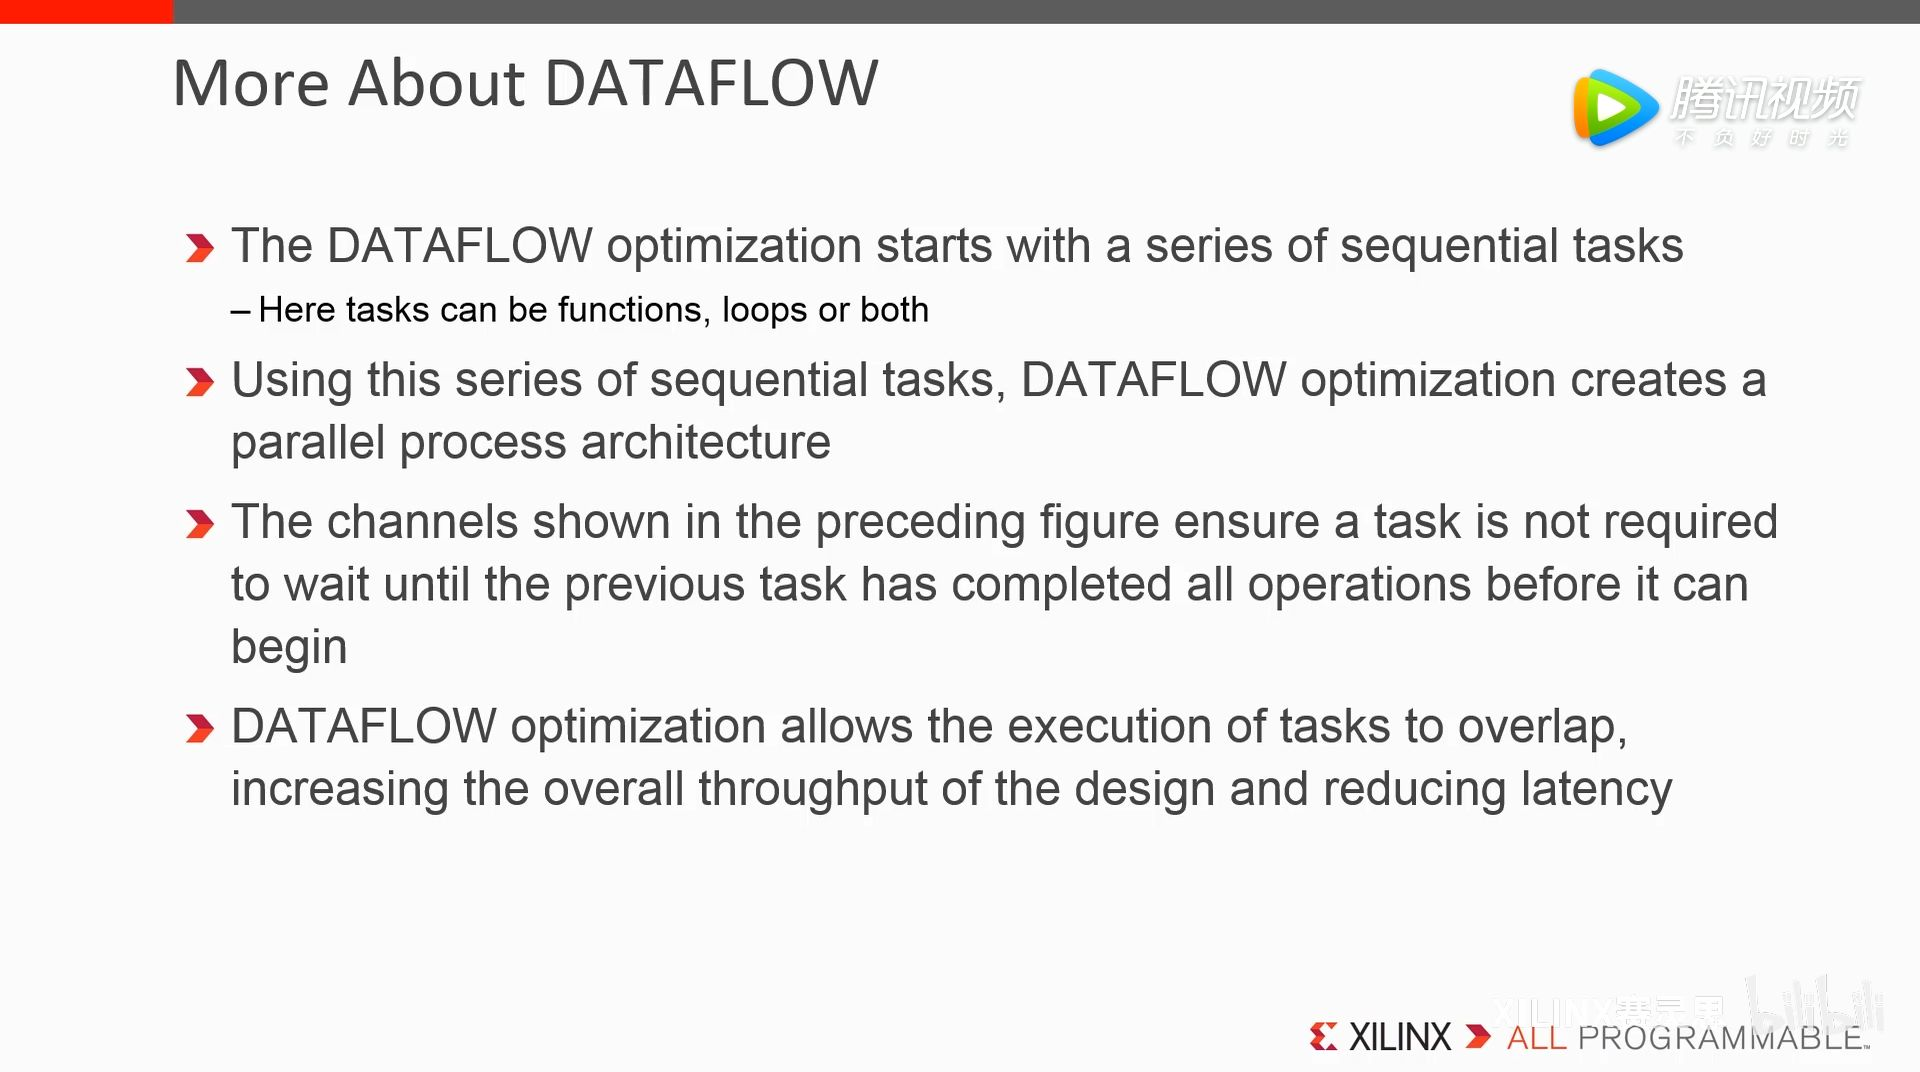 More About DATAFLOW
腾讯视频
不负好时光
The DATAFLOW optimization starts with a series of sequential tasks
– Here tasks can be functions, loops or both
Using this series of sequential tasks, DATAFLOW optimization creates a
parallel process architecture
The channels shown in the preceding figure ensure a task is not required
to wait until the previous task has completed all operations before it can
begin
DATAFLOW optimization allows the execution of tasks to overlap,
increasing the overall throughput of the design and reducing latency
XILINX赛灵思
bilibili
XILINX ALL PROGRAMMABLE™